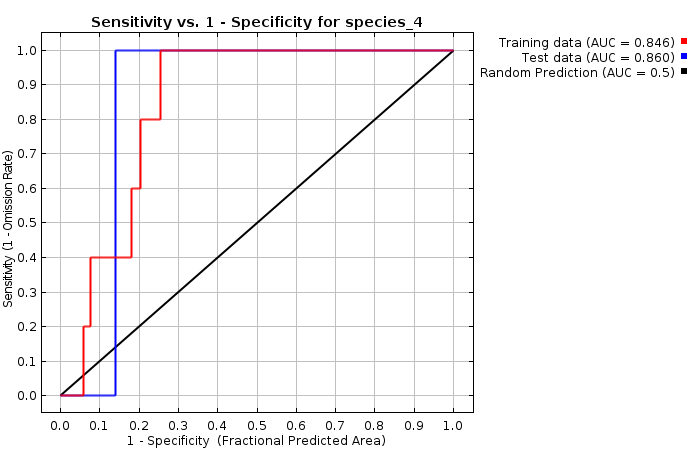 Sensitivity vs. 1 - Specificity for species_4
Training data (AUC = 0.846)
Test data (AUC = 0.860)
Random Prediction (AUC = 0.5)
Sensitivity (1 - Omission Rate)
1.0
0.9
0.8
0.7
0.6
0.5
0.4
0.3
0.2
0.1
0.0
0.0 0.1 0.2 0.3 0.4 0.5 0.6 0.7 0.8 0.9 1.0
1 - Specificity (Fractional Predicted Area)